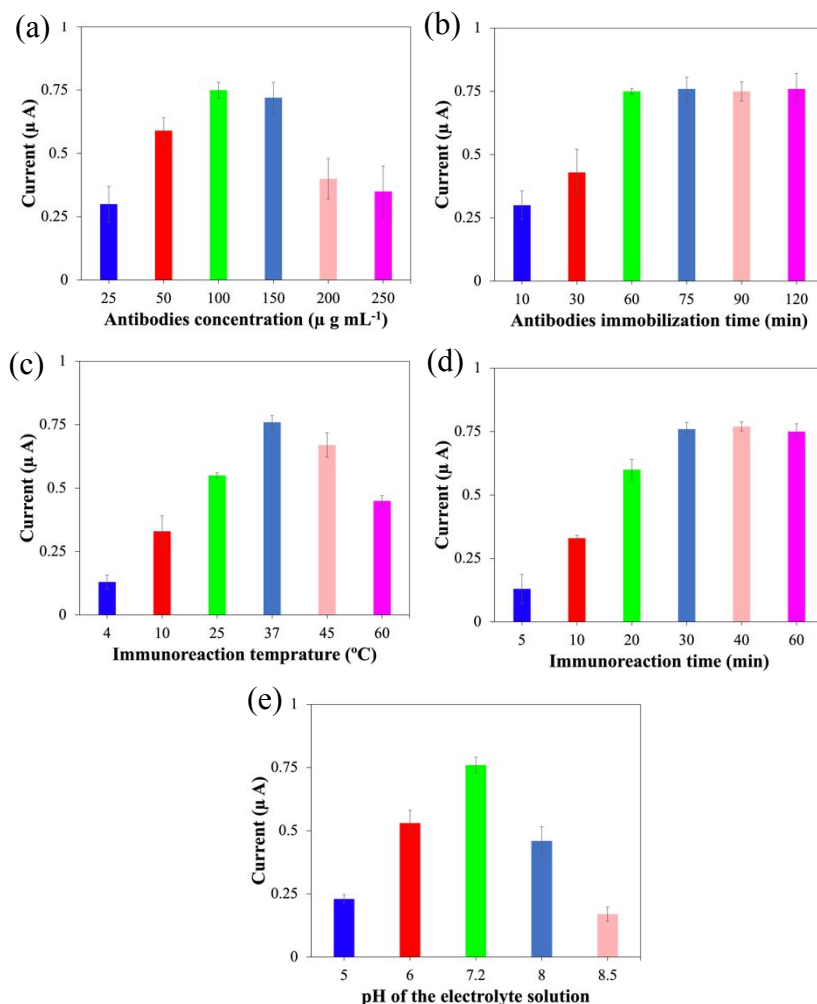 (a)
Current (µ A)
1
0.75
0.5
0.25
0
25 50 100 150 200 250
Antibodies concentration (µ g mL⁻¹)
(b)
Current (µ A)
1
0.75
0.5
0.25
0
10 30 60 75 90 120
Antibodies immobilization time (min)
(c)
Current (µ A)
1
0.75
0.5
0.25
0
4 10 25 37 45 60
Immunoreaction temprature (ºC)
(d)
Current (µ A)
1
0.75
0.5
0.25
0
5 10 20 30 40 60
Immunoreaction time (min)
(e)
Current (µ A)
1
0.75
0.5
0.25
0
5 6 7.2 8 8.5
pH of the electrolyte solution